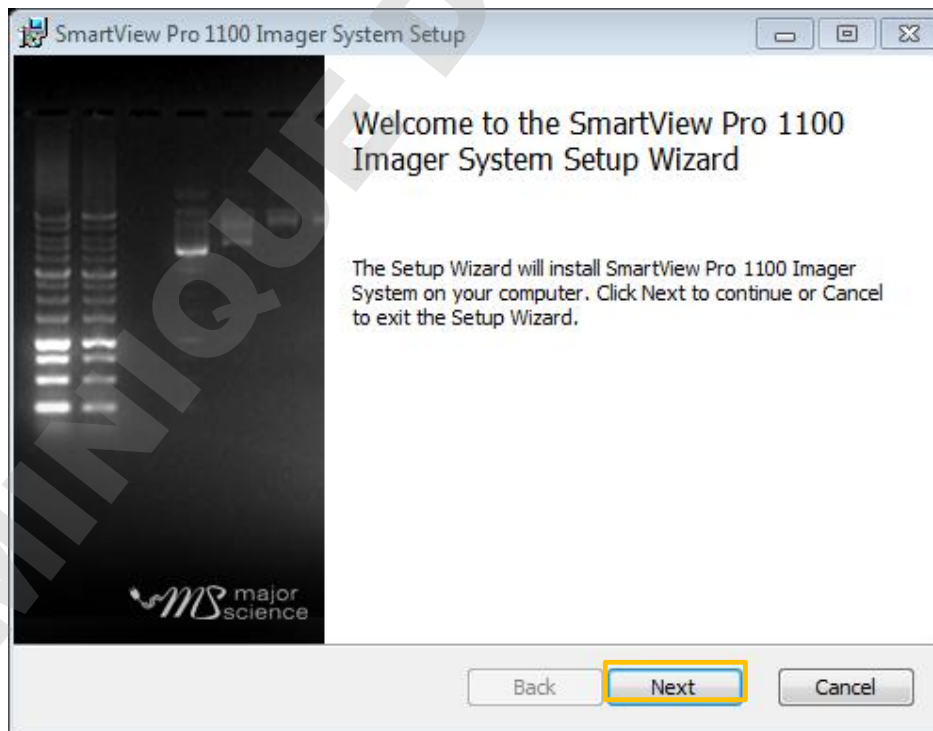 SmartView Pro 1100 Imager System Setup
Welcome to the SmartView Pro 1100
Imager System Setup Wizard
The Setup Wizard will install SmartView Pro 1100 Imager
System on your computer. Click Next to continue or Cancel
to exit the Setup Wizard.
MS major
science
Back Next Cancel
MINIQUE D